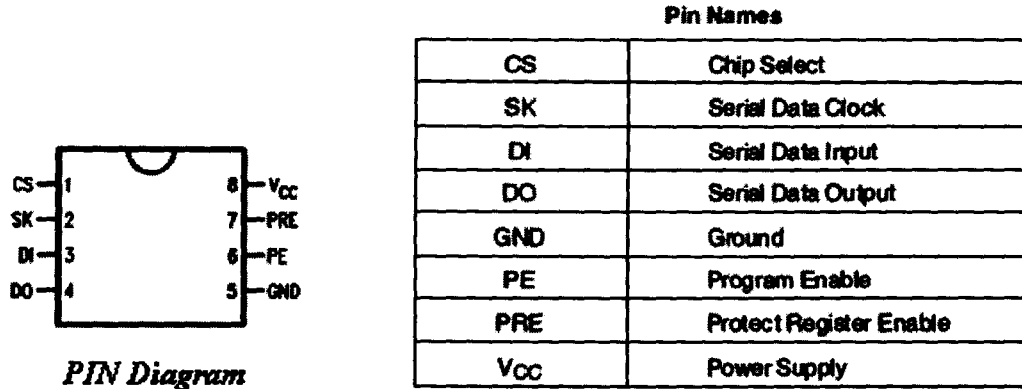 Pin Names
CS Chip Select
SK Serial Data Clock
DI Serial Data Input
DO Serial Data Output
GND Ground
PE Program Enable
PRE Protect Register Enable
VCC Power Supply
CS 1 8 VCC
SK 2 7 PRE
DI 3 6 PE
DO 4 5 GND
PIN Diagram